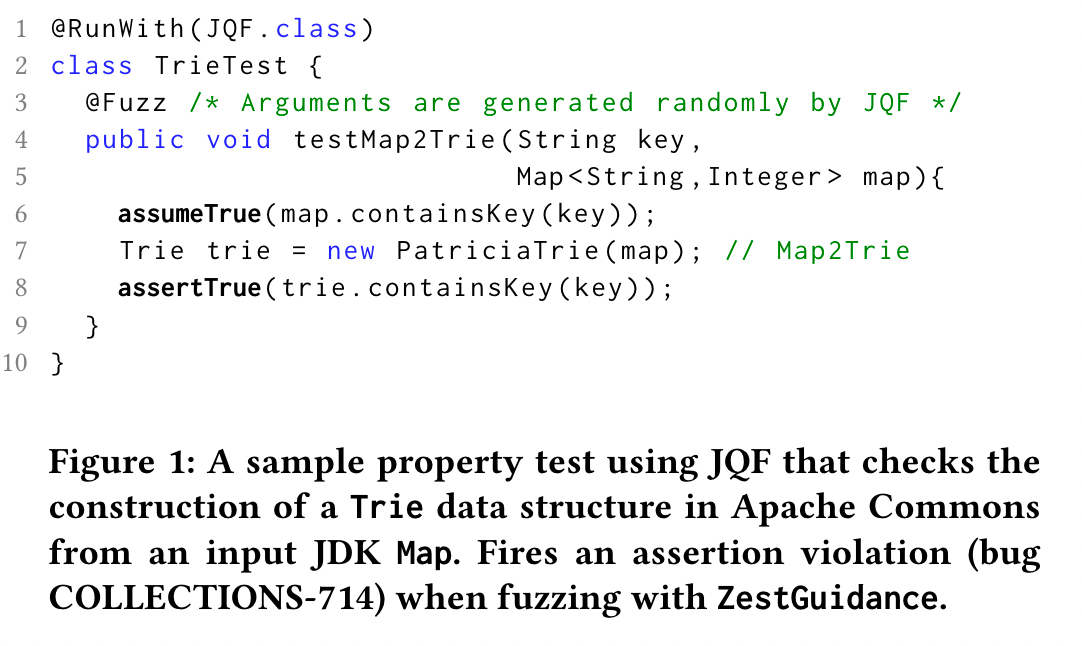 1 @RunWith(JQF.class)
2 class TrieTest {
3 @Fuzz /* Arguments are generated randomly by JQF */
4 public void testMap2Trie(String key,
5 Map<String,Integer> map){
6 assumeTrue(map.containsKey(key));
7 Trie trie = new PatriciaTrie(map); // Map2Trie
8 assertTrue(trie.containsKey(key));
9 }
10 }
Figure 1: A sample property test using JQF that checks the
construction of a Trie data structure in Apache Commons
from an input JDK Map. Fires an assertion violation (bug
COLLECTIONS-714) when fuzzing with ZestGuidance.